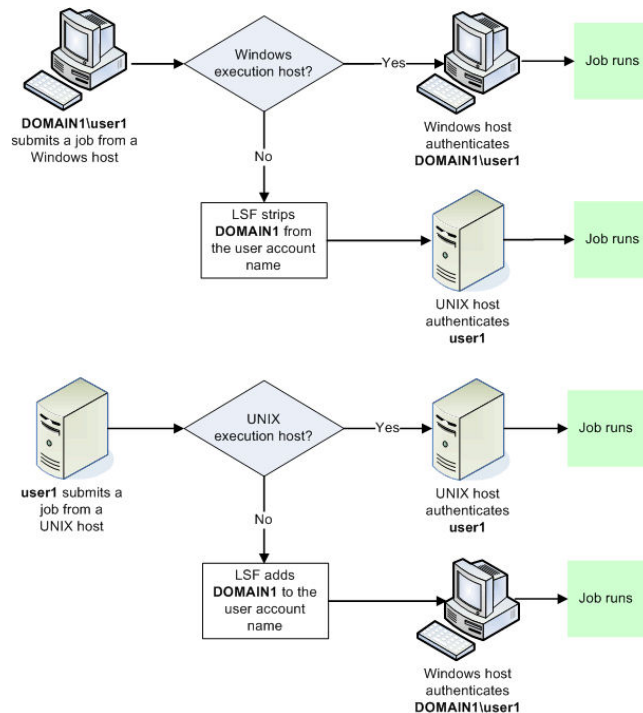 Windows
execution host?
Yes
Job runs
DOMAIN1\user1
submits a job from a
Windows host
Windows host
authenticates
DOMAIN1\user1
No
LSF strips
DOMAIN1 from
the user account
name
Job runs
UNIX host
authenticates
user1
UNIX
execution host?
Yes
Job runs
user1 submits a
job from a
UNIX host
UNIX host
authenticates
user1
No
LSF adds
DOMAIN1 to the
user account
name
Job runs
Windows host
authenticates
DOMAIN1\user1